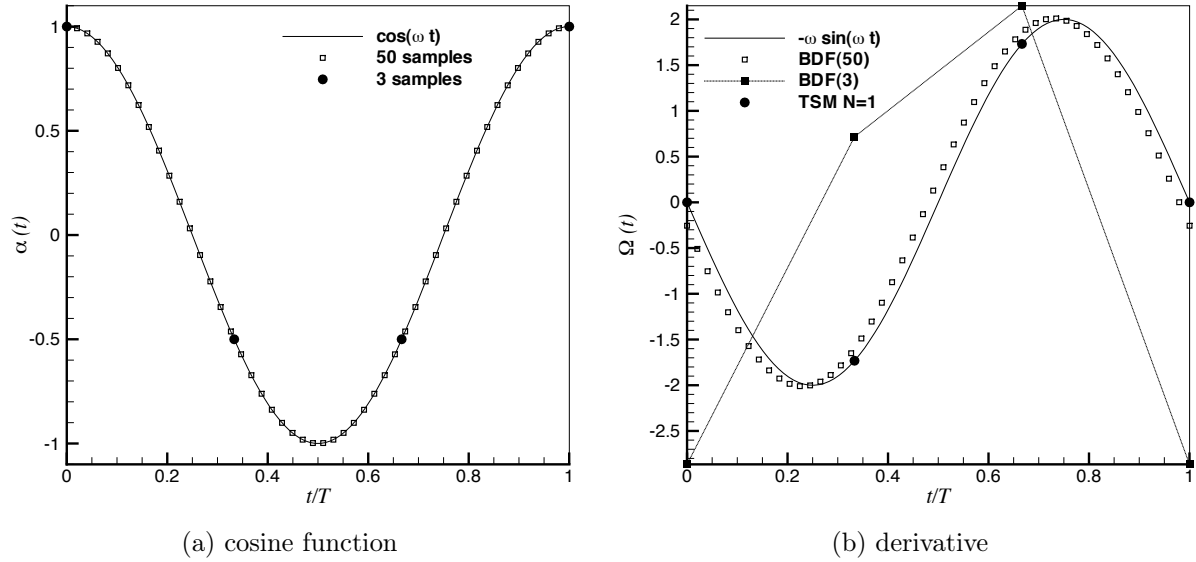 1
0.5
0
-0.5
-1
α (t)
cos(ω t)
50 samples
3 samples
0
0.2
0.4
0.6
0.8
1
t/T
(a) cosine function
2
1.5
1
0.5
0
-0.5
-1
-1.5
-2
-2.5
Ω (t)
-ω sin(ω t)
BDF(50)
BDF(3)
TSM N=1
0
0.2
0.4
0.6
0.8
1
t/T
(b) derivative